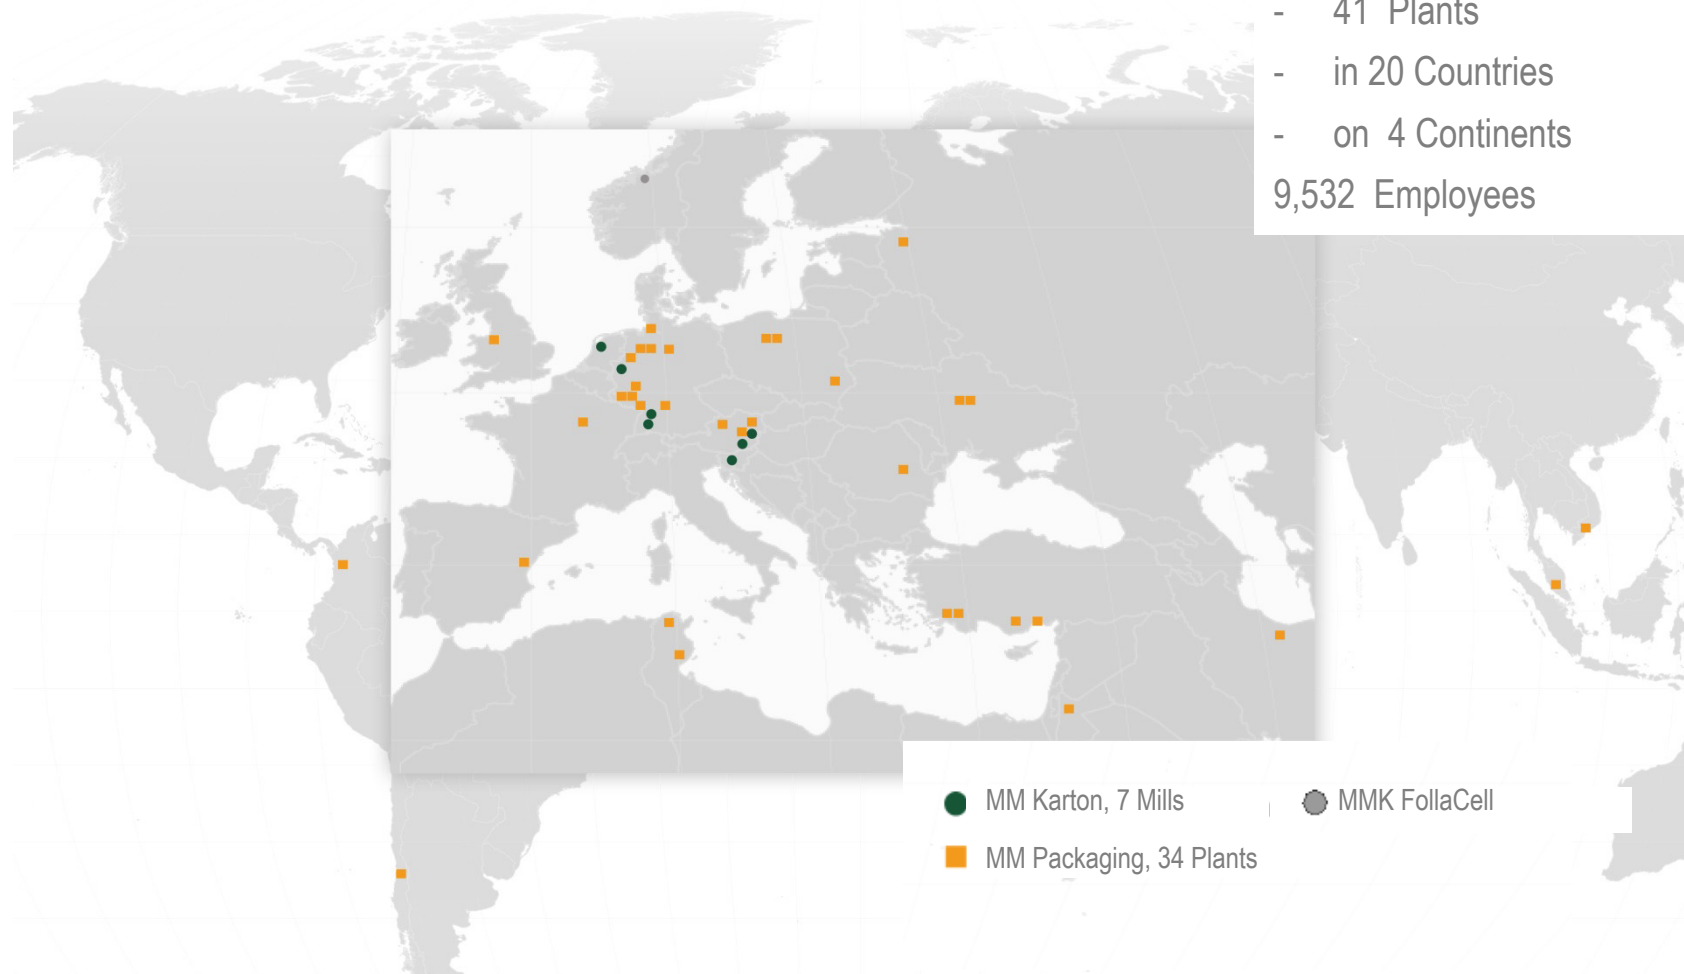 - 41 Plants
- in 20 Countries
- on 4 Continents
9,532 Employees
MM Karton, 7 Mills
MMK FollaCell
MM Packaging, 34 Plants